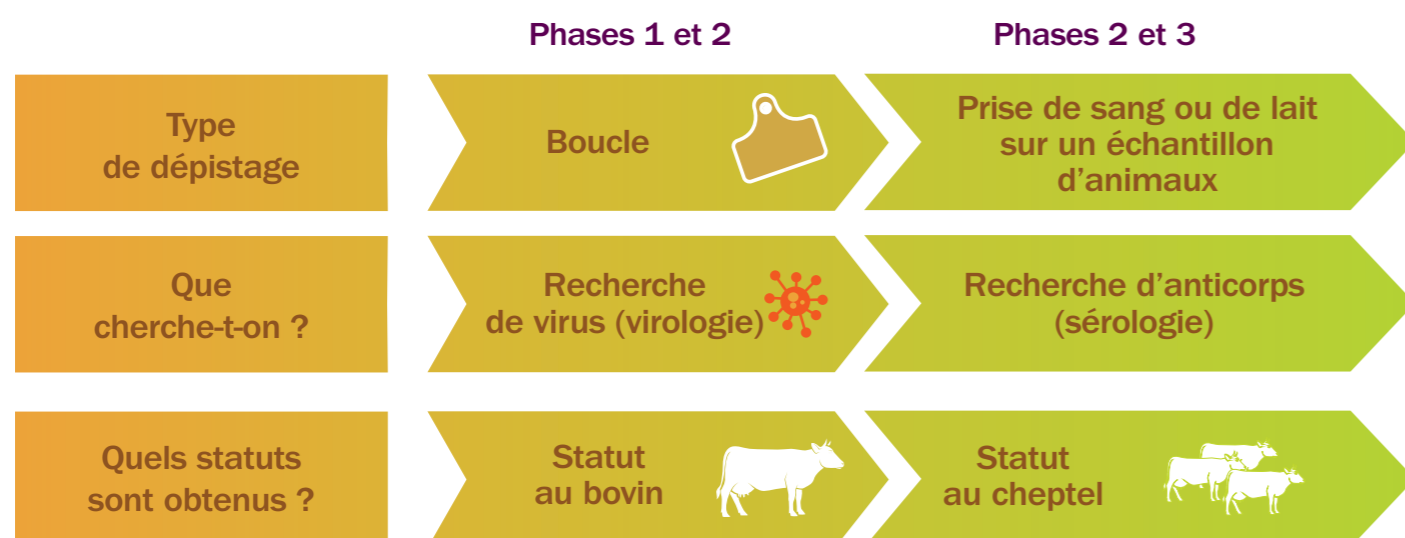 Phases 1 et 2
Phases 2 et 3
Type
de dépistage
Boucle
Prise de sang ou de lait
sur un échantillon
d'animaux
Que
cherche-t-on ?
Recherche
de virus (virologie)
Recherche d'anticorps
(sérologie)
Quels statuts
sont obtenus ?
Statut
au bovin
Statut
au cheptel